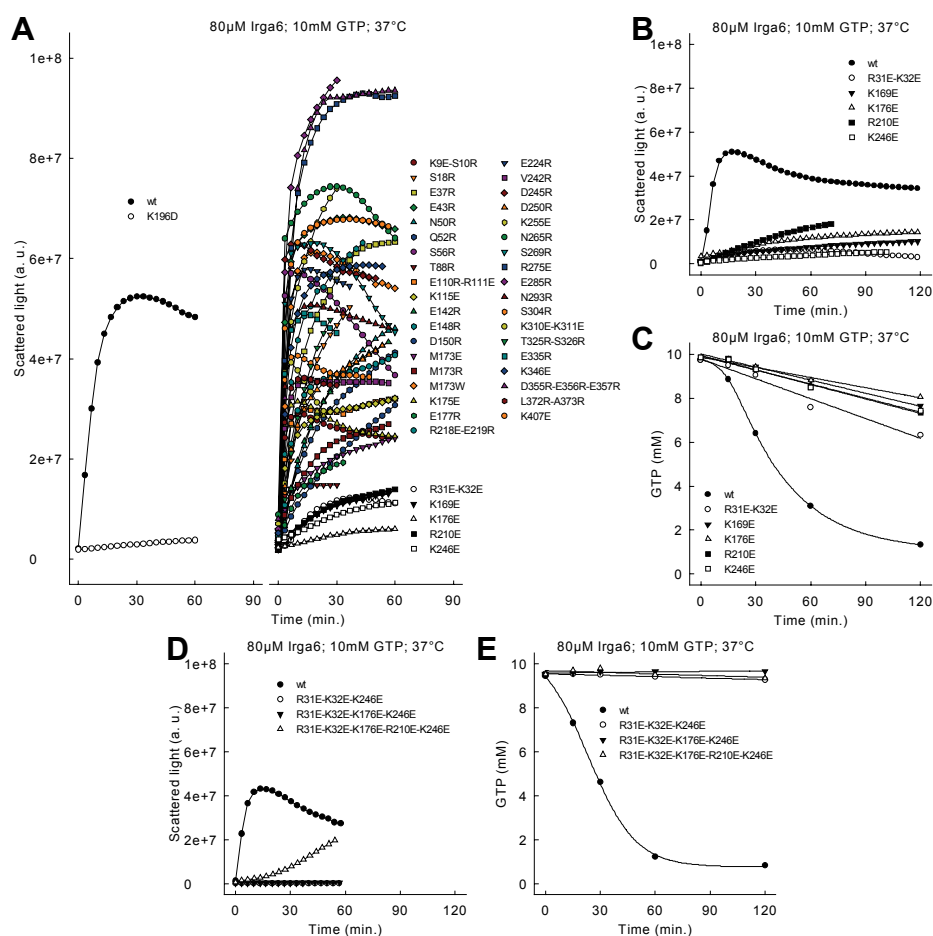 A
80µM Irga6; 10mM GTP; 37°C
Scattered light (a. u.)
1e+8
8e+7
6e+7
4e+7
2e+7
0
wt
K196D
0 30 60 90
0 30 60 90
Time (min.)
Time (min.)
K9E-S10R
S18R
E37R
E43R
N50R
Q52R
S56R
T88R
E110R-R111E
K115E
E142R
E148R
D150R
M173E
M173R
M173W
K175E
E177R
R218E-E219R
E224R
V242R
D245R
D250R
K255E
N265R
S269R
R275E
E285R
N293R
S304R
K310E-K311E
T325R-S326R
E335R
K346E
D355R-E356R-E357R
L372R-A373R
K407E
R31E-K32E
K169E
K176E
R210E
K246E
B
80µM Irga6; 10mM GTP; 37°C
Scattered light (a. u.)
1e+8
8e+7
6e+7
4e+7
2e+7
0
wt
R31E-K32E
K169E
K176E
R210E
K246E
0 30 60 90 120
Time (min.)
C
80µM Irga6; 10mM GTP; 37°C
GTP (mM)
10
8
6
4
2
0
wt
R31E-K32E
K169E
K176E
R210E
K246E
0 30 60 90 120
Time (min.)
D
80µM Irga6; 10mM GTP; 37°C
Scattered light (a. u.)
1e+8
8e+7
6e+7
4e+7
2e+7
0
wt
R31E-K32E-K246E
R31E-K32E-K176E-K246E
R31E-K32E-K176E-R210E-K246E
0 30 60 90 120
Time (min.)
E
80µM Irga6; 10mM GTP; 37°C
GTP (mM)
10
8
6
4
2
0
wt
R31E-K32E-K246E
R31E-K32E-K176E-K246E
R31E-K32E-K176E-R210E-K246E
0 30 60 90 120
Time (min.)